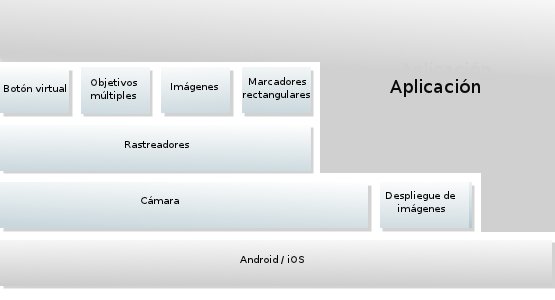 Aplicación
Botón virtual
Objetivos
múltiples
Imágenes
Marcadores
rectangulares
Rastreadores
Cámara
Despliegue de
imágenes
Android / iOS